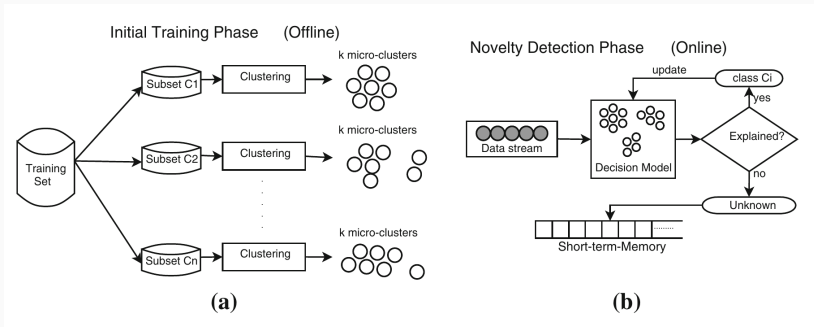 Initial Training Phase (Offline)
k micro-clusters
Subset C1
Clustering
k micro-clusters
Training
Set
Subset C2
Clustering
k micro-clusters
Subset Cn
Clustering
(a)
Novelty Detection Phase (Online)
update
class Ci
yes
Data stream
Decision Model
Explained?
no
Unknown
Short-term-Memory
(b)